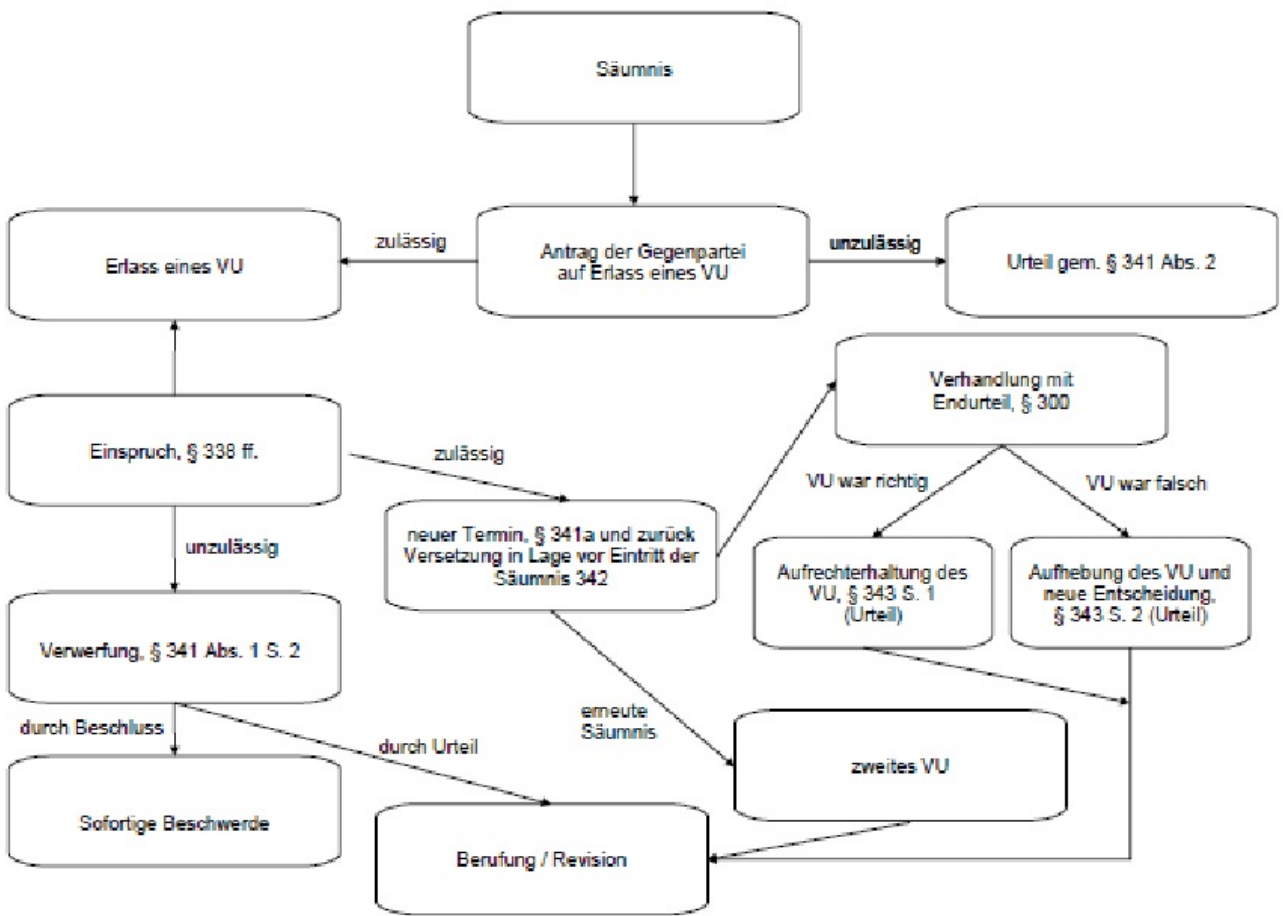 Säumnis
zulässig
Antrag der Gegenpartei
auf Erlass eines VU
unzulässig
Erlass eines VU
Urteil gem. § 341 Abs. 2
Verhandlung mit
Endurteil, § 300
Einspruch, § 338 ff.
zulässig
VU war richtig
VU war falsch
unzulässig
neuer Termin, § 341a und zurück
Versetzung in Lage vor Eintritt der
Säumnis 342
Aufrechterhaltung des
VU, § 343 S. 1
(Urteil)
Aufhebung des VU und
neue Entscheidung,
§ 343 S. 2 (Urteil)
Verwerfung, § 341 Abs. 1 S. 2
durch Beschluss
durch Urteil
erneute
Säumnis
zweites VU
Sofortige Beschwerde
Berufung / Revision